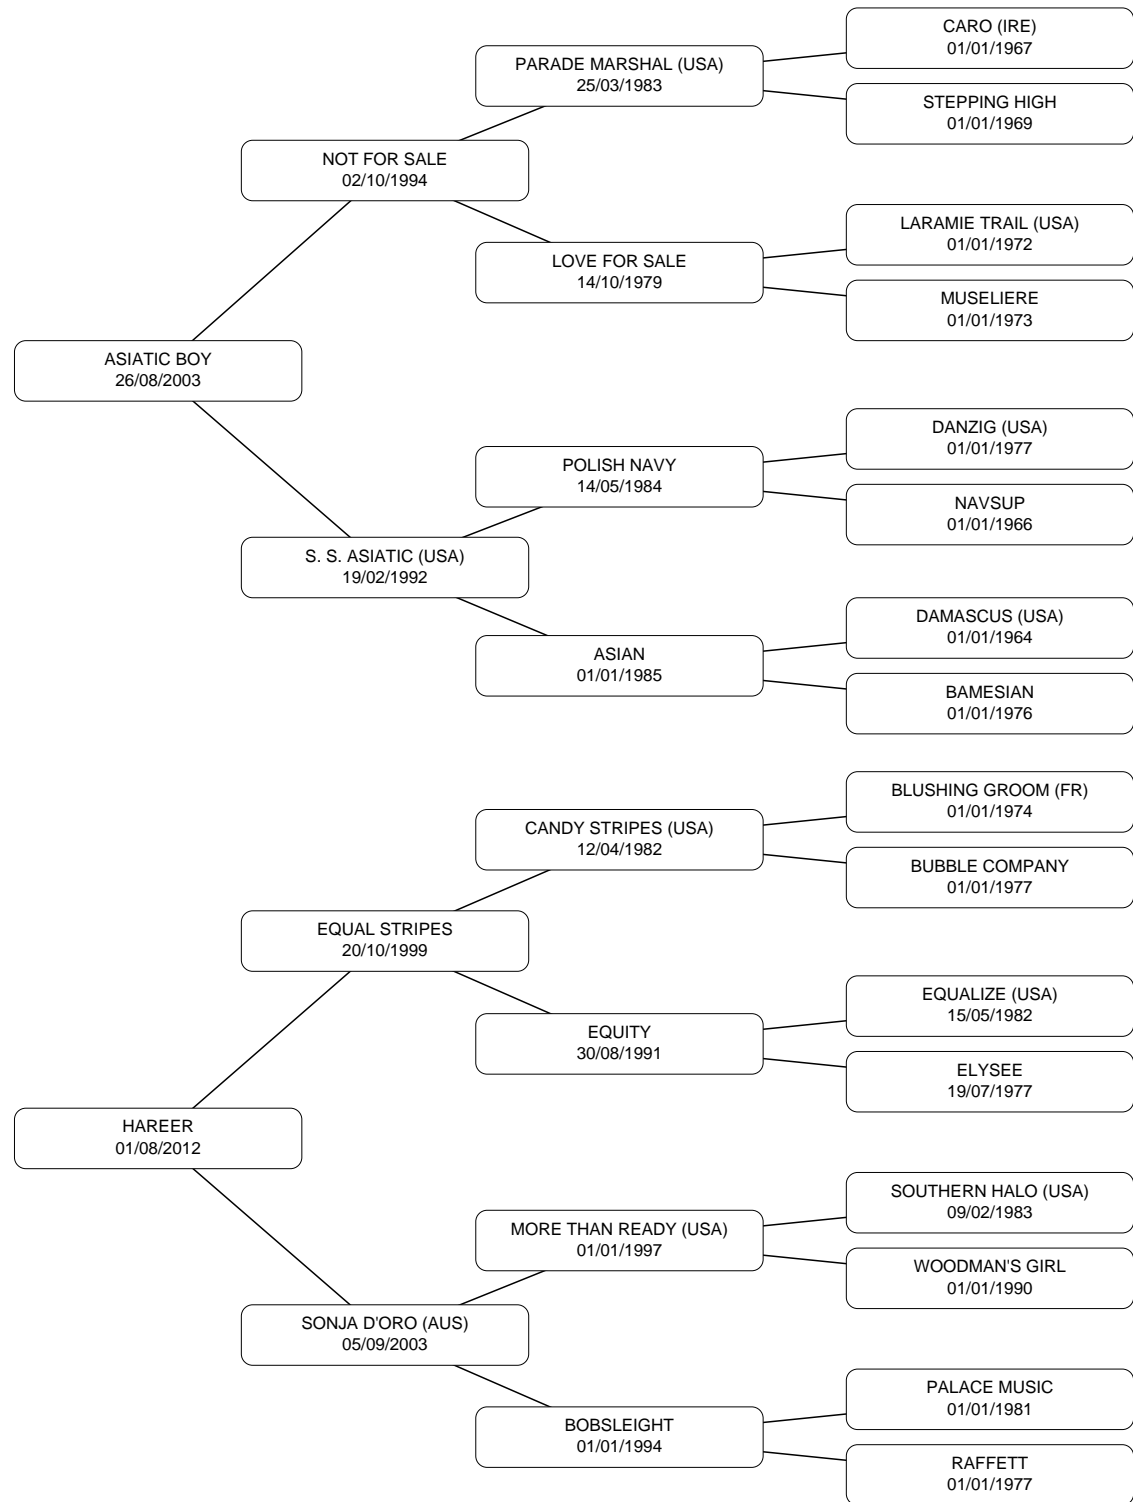 CARO (IRE)
01/01/1967
PARADE MARSHAL (USA)
25/03/1983
STEPPING HIGH
01/01/1969
NOT FOR SALE
02/10/1994
LARAMIE TRAIL (USA)
01/01/1972
LOVE FOR SALE
14/10/1979
MUSELIERE
01/01/1973
ASIATIC BOY
26/08/2003
DANZIG (USA)
01/01/1977
POLISH NAVY
14/05/1984
NAVSUP
01/01/1966
S. S. ASIATIC (USA)
19/02/1992
DAMASCUS (USA)
01/01/1964
ASIAN
01/01/1985
BAMESIAN
01/01/1976
BLUSHING GROOM (FR)
01/01/1974
CANDY STRIPES (USA)
12/04/1982
BUBBLE COMPANY
01/01/1977
EQUAL STRIPES
20/10/1999
EQUALIZE (USA)
15/05/1982
EQUITY
30/08/1991
ELYSEE
19/07/1977
HAREER
01/08/2012
SOUTHERN HALO (USA)
09/02/1983
MORE THAN READY (USA)
01/01/1997
WOODMAN'S GIRL
01/01/1990
SONJA D'ORO (AUS)
05/09/2003
PALACE MUSIC
01/01/1981
BOBSLEIGHT
01/01/1994
RAFFETT
01/01/1977